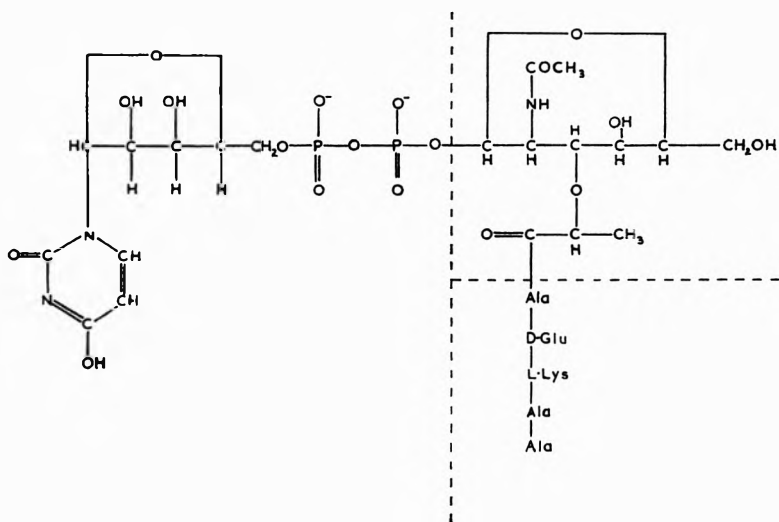 O O
COCH3
OH OH O⁻ O⁻ NH
OH H
HC C C C CH2O P O P O C C C C C CH2OH
H H H O O H H H H
O
O C C CH3
H
N
O C CH Ala
N CH D-Glu
C L-Lys
OH Ala
Ala